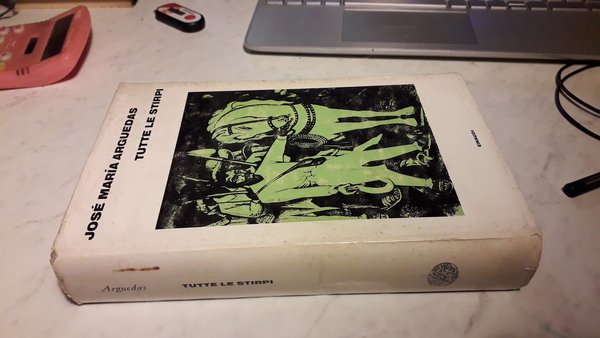 JOSÉ MARÍA ARGUEDAS
TUTTE LE STIRPI
Einaudi
Arguedas
TUTTE LE STIRPI